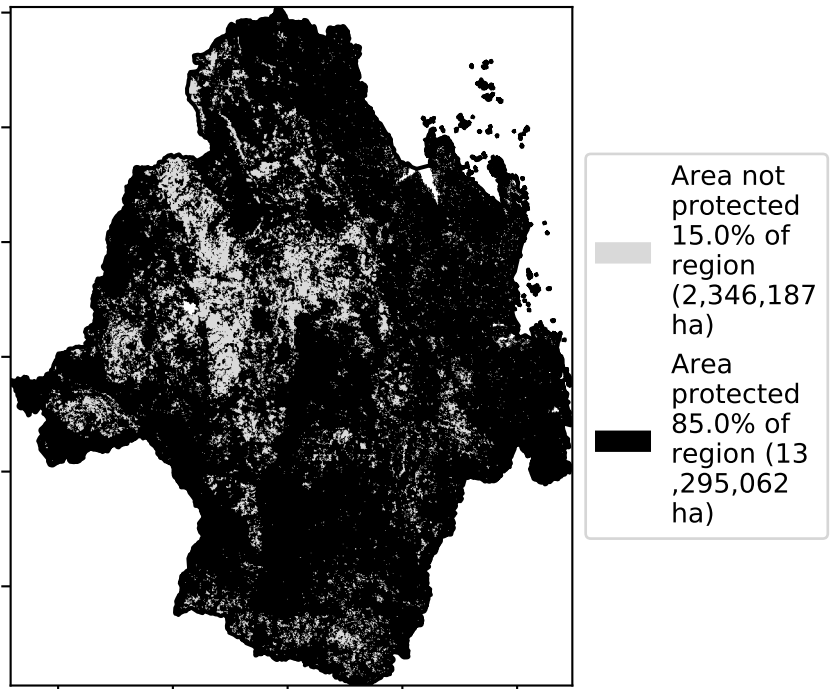 Area not
protected
15.0% of
region
(2,346,187
ha)
Area
protected
85.0% of
region (13
,295,062
ha)